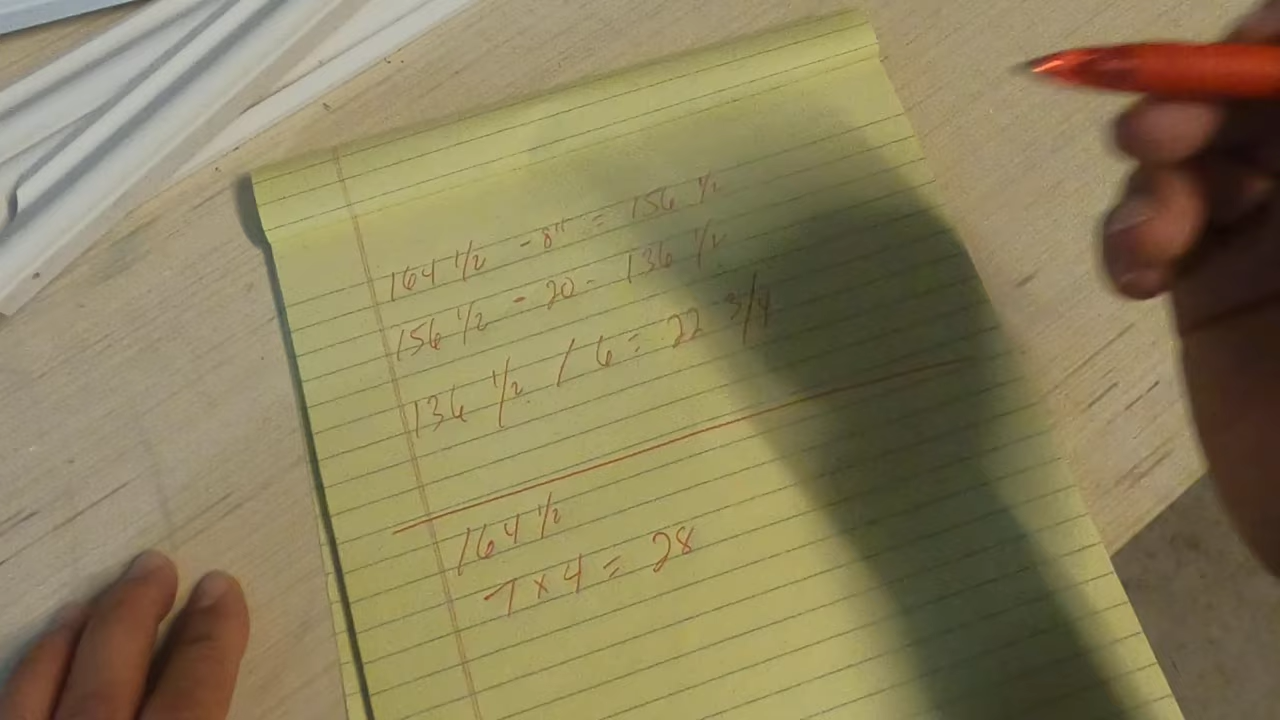 164 1/2 - 8" = 156 1/2
156 1/2 - 20 - 136 1/2
136 1/2 / 6 = 22 3/4
164 1/2
7 x 4 = 28